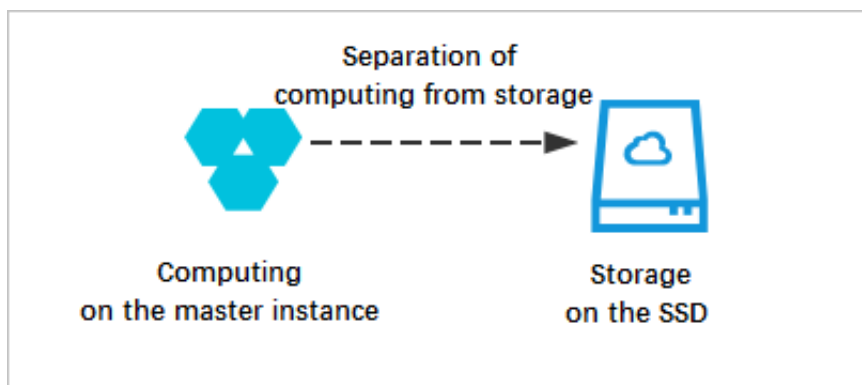 Separation of
computing from storage
Computing
on the master instance
Storage
on the SSD